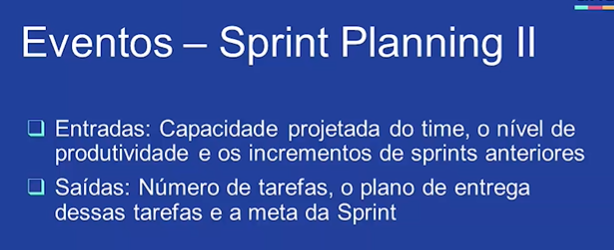 Eventos – Sprint Planning II
❑ Entradas: Capacidade projetada do time, o nível de
produtividade e os incrementos de sprints anteriores
❑ Saídas: Número de tarefas, o plano de entrega
dessas tarefas e a meta da Sprint